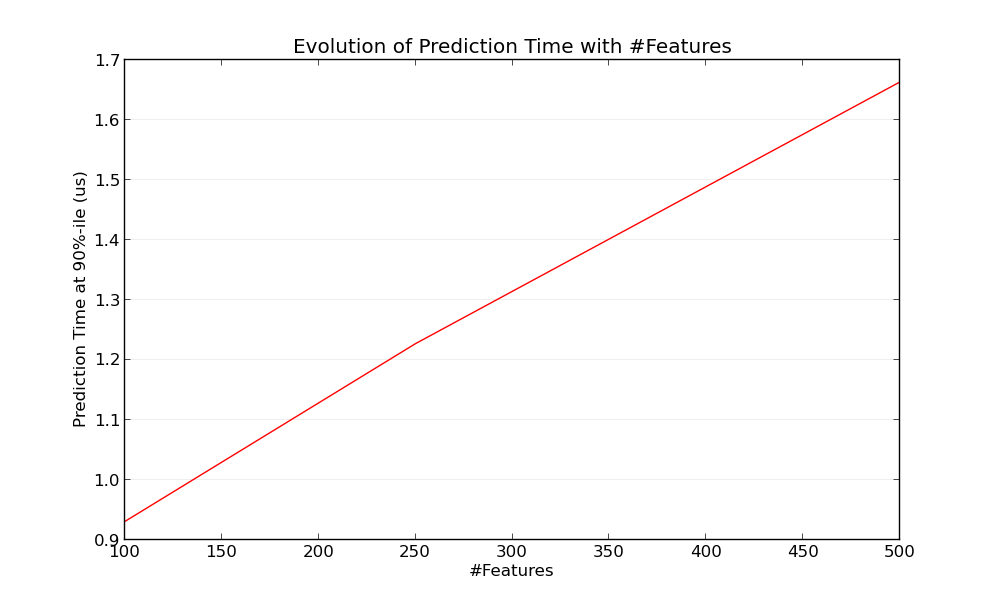 Evolution of Prediction Time with #Features
Prediction Time at 90%-ile (us)
1.7
1.6
1.5
1.4
1.3
1.2
1.1
1.0
0.9
100 150 200 250 300 350 400 450 500
#Features